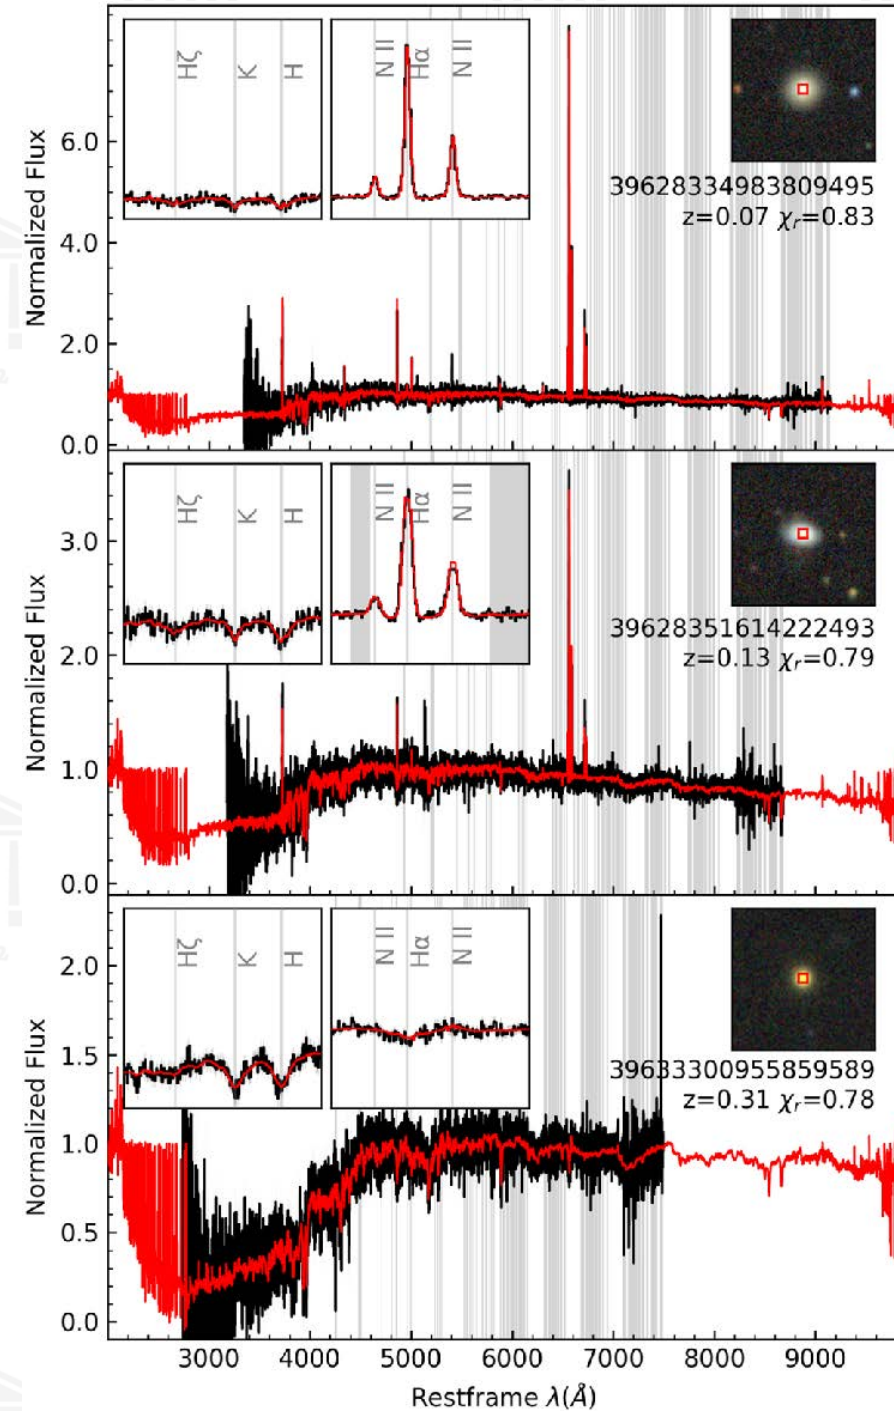 Normalized Flux
6.0
4.0
2.0
0.0
Hζ
K
H
N II
Hα
N II
39628334983809495
z=0.07 χr=0.83
Normalized Flux
3.0
2.0
1.0
0.0
Hζ
K
H
N II
Hα
N II
39628351614222493
z=0.13 χr=0.79
Normalized Flux
2.0
1.5
1.0
0.5
0.0
Hζ
K
H
N II
Hα
N II
39633300955859589
z=0.31 χr=0.78
3000 4000 5000 6000 7000 8000 9000
Restframe λ(Å)